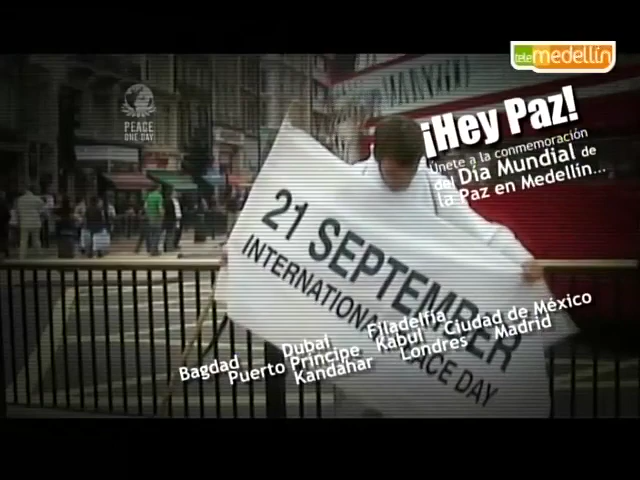 telemedellín
PEACE
ONE DAY
¡Hey Paz!
Únete a la conmemoración
del Día Mundial de
la Paz en Medellín...
21 SEPTEMBER
INTERNATIONAL PEACE DAY
Filadelfia Ciudad de México
Dubai Kabul Madrid
Bagdad Puerto Príncipe Londres
Kandahar